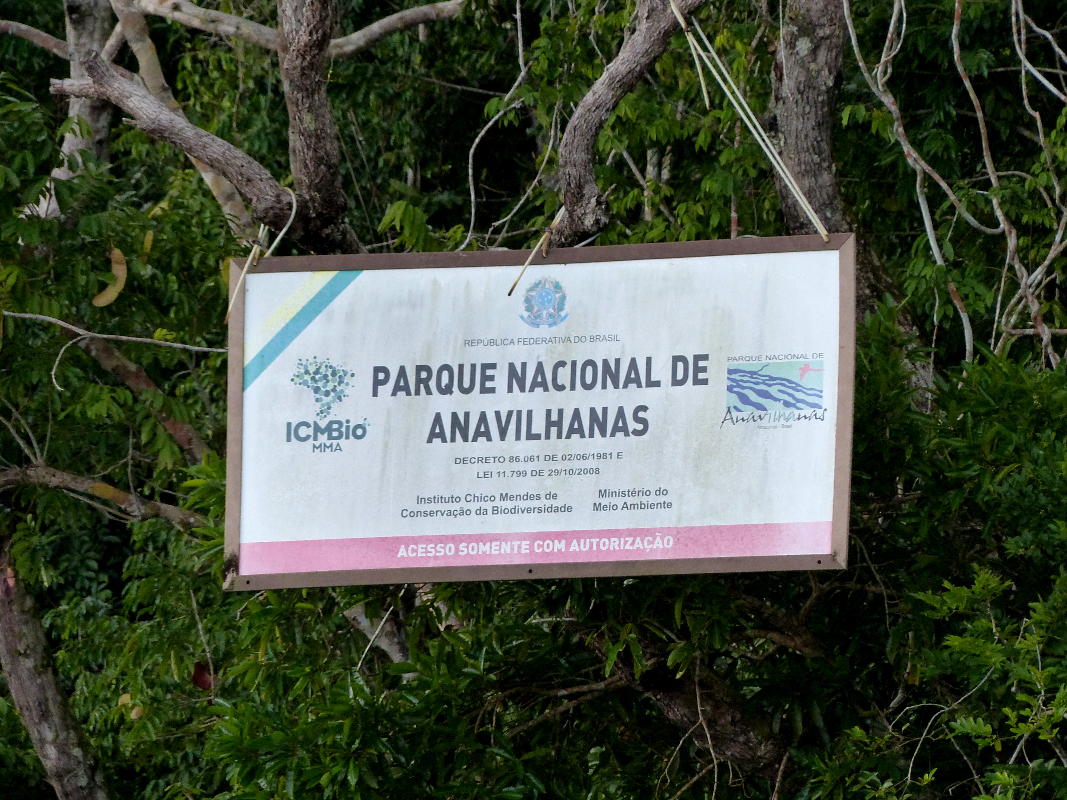 REPÚBLICA FEDERATIVA DO BRASIL
PARQUE NACIONAL DE
ANAVILHANAS
ICMBio
MMA
PARQUE NACIONAL DE
Anavilhanas
Amazonas - Brasil
DECRETO 86.061 DE 02/06/1981 E
LEI 11.799 DE 29/10/2008
Instituto Chico Mendes de
Conservação da Biodiversidade
Ministério do
Meio Ambiente
ACESSO SOMENTE COM AUTORIZAÇÃO